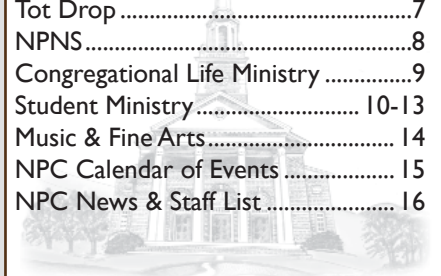 Tot Drop ..................................................7
NPNS........................................................8
Congregational Life Ministry ...............9
Student Ministry............................. 10-13
Music & Fine Arts................................. 14
NPC Calendar of Events ................... 15
NPC News & Staff List ...................... 16